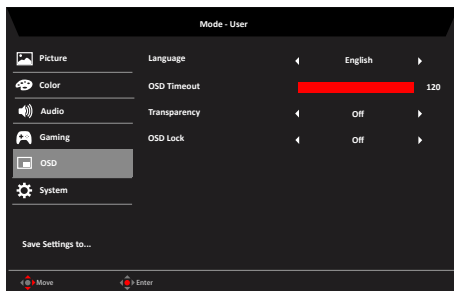 Mode - User
Picture
Language English
Color
OSD Timeout 120
Audio
Transparency Off
Gaming
OSD Lock Off
OSD
System
Save Settings to...
Move Enter